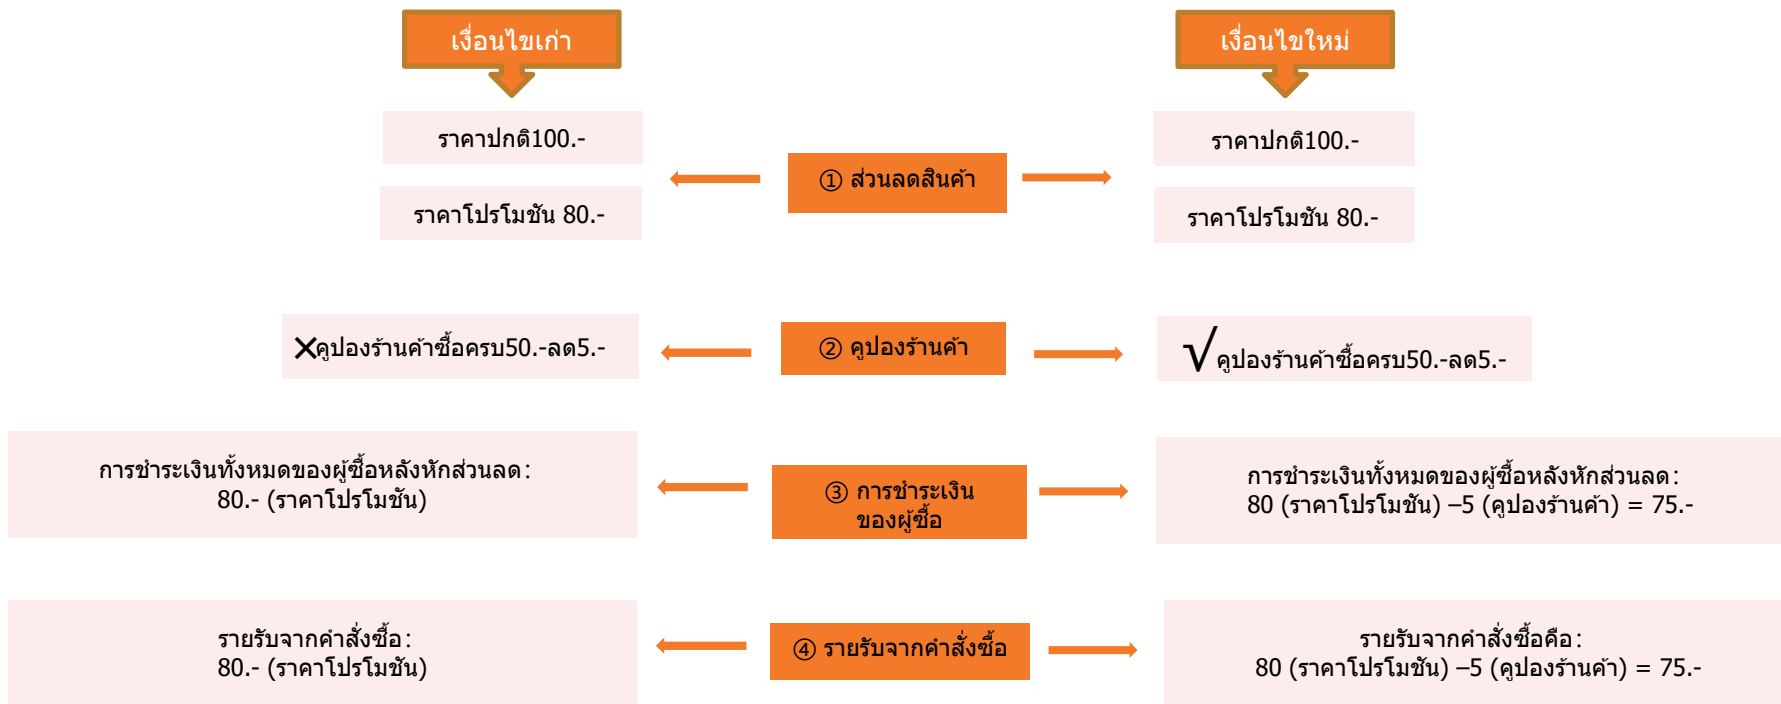 เงื่อนไขเก่า
เงื่อนไขใหม่
ราคาปกติ100.-
① ส่วนลดสินค้า
ราคาปกติ100.-
ราคาโปรโมชัน 80.-
ราคาโปรโมชัน 80.-
✕คูปองร้านค้าซื้อครบ50.-ลด5.-
② คูปองร้านค้า
√คูปองร้านค้าซื้อครบ50.-ลด5.-
การชำระเงินทั้งหมดของผู้ซื้อหลังหักส่วนลด:
80.- (ราคาโปรโมชัน)
③ การชำระเงิน
ของผู้ซื้อ
การชำระเงินทั้งหมดของผู้ซื้อหลังหักส่วนลด:
80 (ราคาโปรโมชัน) –5 (คูปองร้านค้า) = 75.-
รายรับจากคำสั่งซื้อ:
80.- (ราคาโปรโมชัน)
④ รายรับจากคำสั่งซื้อ
รายรับจากคำสั่งซื้อคือ:
80 (ราคาโปรโมชัน) –5 (คูปองร้านค้า) = 75.-